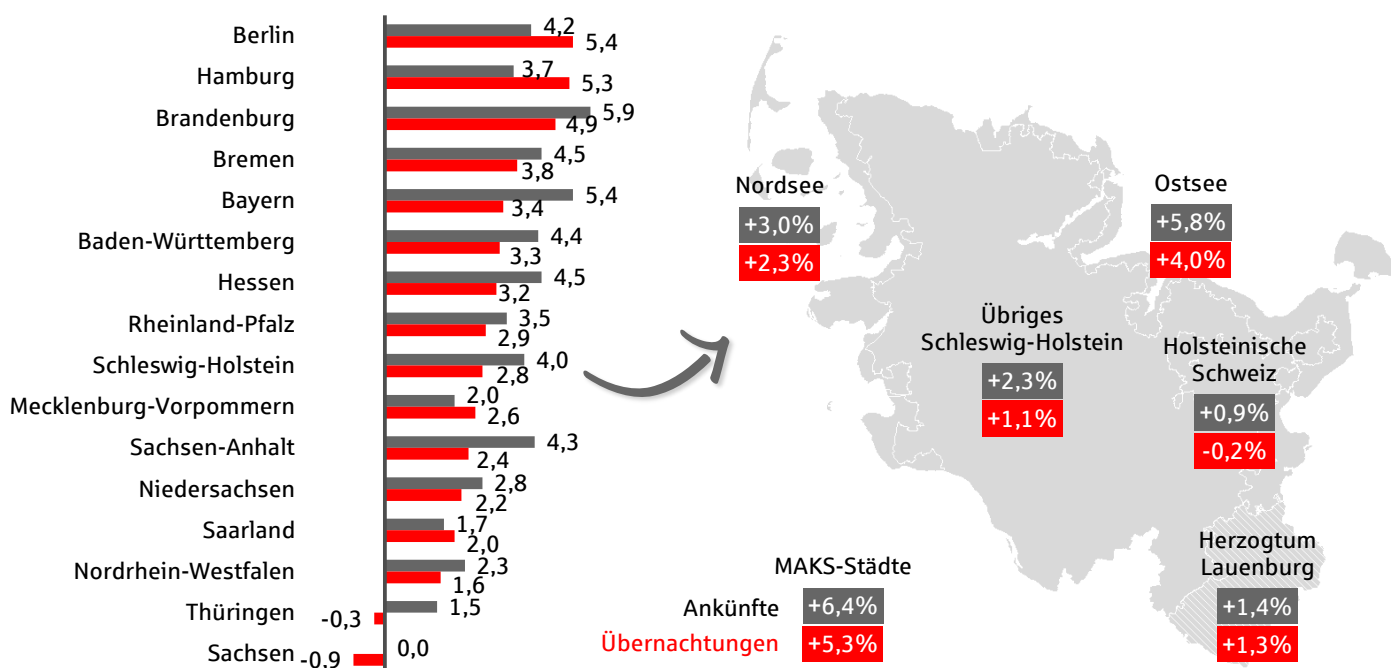 Berlin
4,2
5,4
Hamburg
3,7
5,3
Brandenburg
5,9
4,9
Bremen
4,5
3,8
Bayern
5,4
3,4
Baden-Württemberg
4,4
3,3
Hessen
4,5
3,2
Rheinland-Pfalz
3,5
2,9
Schleswig-Holstein
4,0
2,8
Mecklenburg-Vorpommern
2,0
2,6
Sachsen-Anhalt
4,3
2,4
Niedersachsen
2,8
2,2
Saarland
1,7
2,0
Nordrhein-Westfalen
2,3
1,6
Thüringen
1,5
-0,3
Sachsen
0,0
-0,9
Nordsee
+3,0%
+2,3%
Ostsee
+5,8%
+4,0%
Übriges
Schleswig-Holstein
+2,3%
+1,1%
Holsteinische
Schweiz
+0,9%
-0,2%
Herzogtum
Lauenburg
+1,4%
+1,3%
MAKS-Städte
Ankünfte +6,4%
Übernachtungen +5,3%